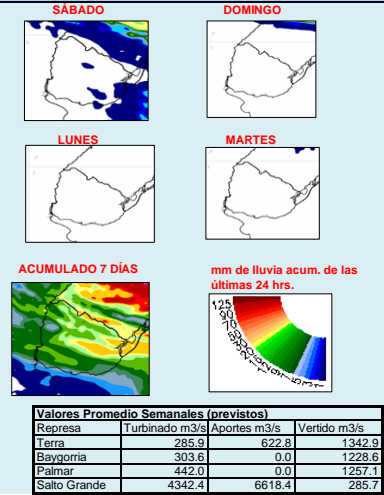 SÁBADO DOMINGO
LUNES MARTES
ACUMULADO 7 DÍAS
mm de lluvia acum. de las
últimas 24 hrs.
125
90
70
Valores Promedio Semanales (previstos)
Represa Turbinado m3/s Aportes m3/s Vertido m3/s
Terra 285.9 622.8 1342.9
Baygorria 303.6 0.0 1228.6
Palmar 442.0 0.0 1257.1
Salto Grande 4342.4 6618.4 285.7